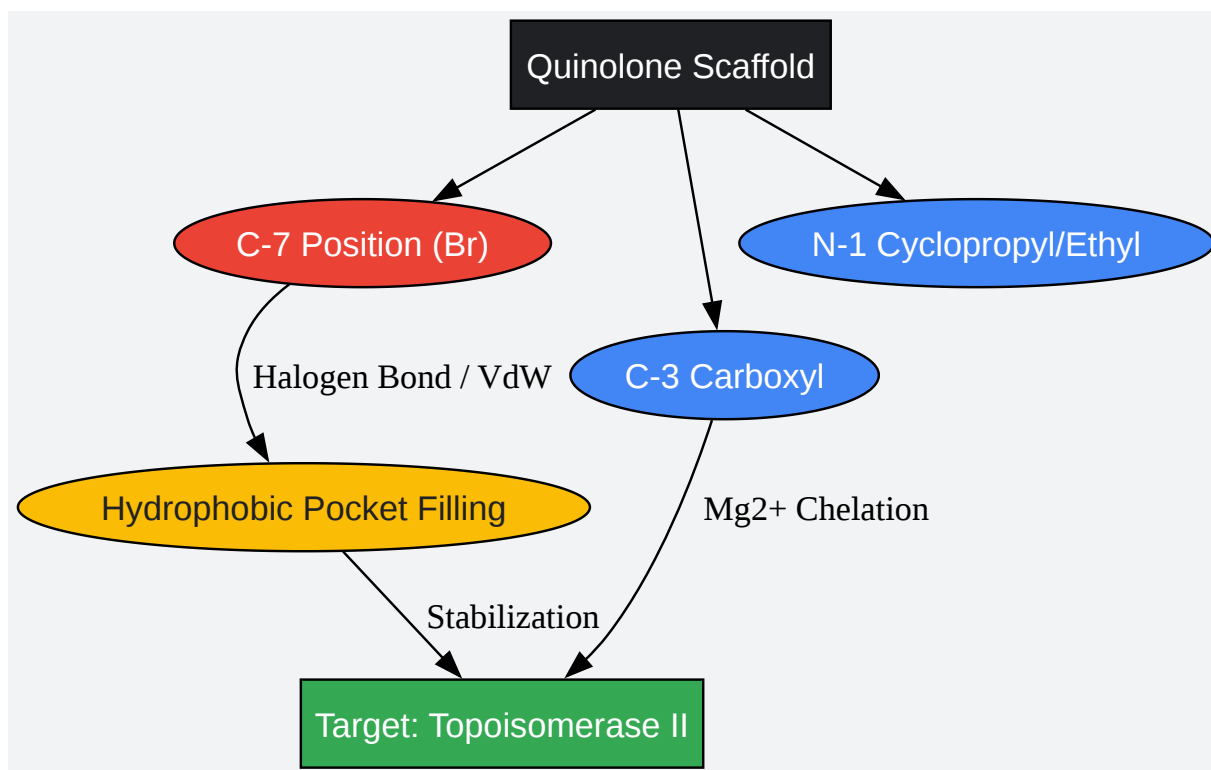 Quinolone Scaffold
C-7 Position (Br)
N-1 Cyclopropyl/Ethyl
Halogen Bond / VdW
C-3 Carboxyl
Hydrophobic Pocket Filling
Mg2+ Chelation
Stabilization
Target: Topoisomerase II